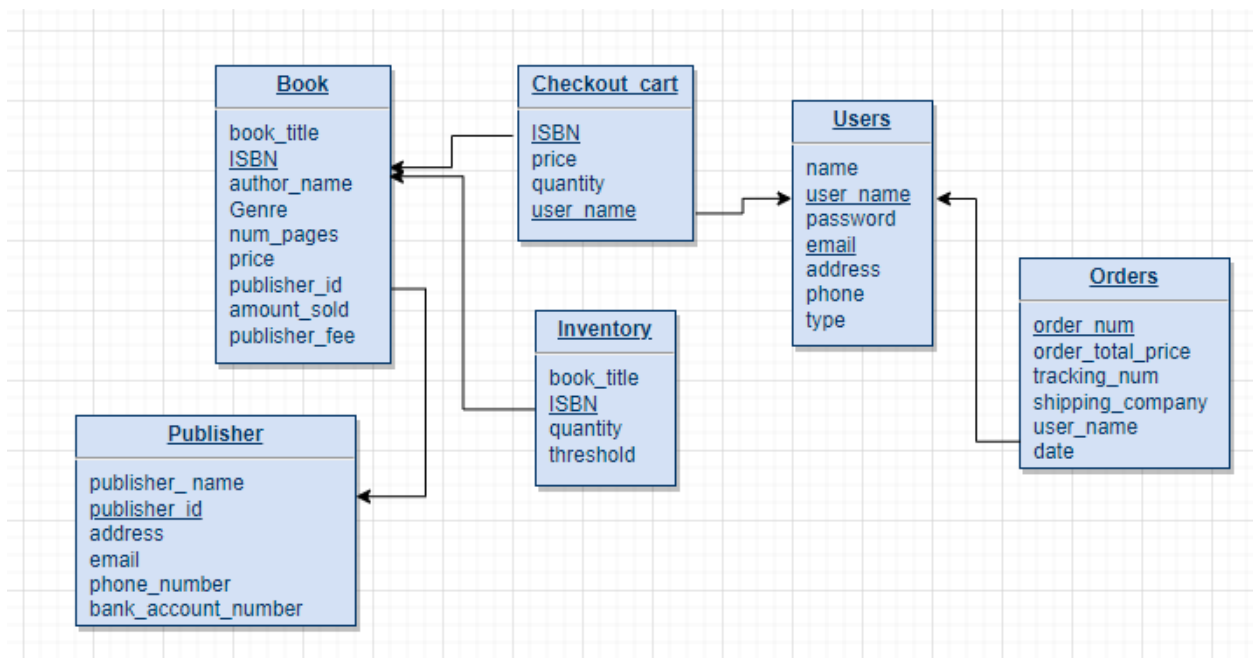 Book
book_title
ISBN
author_name
Genre
num_pages
price
publisher_id
amount_sold
publisher_fee
Checkout_cart
ISBN
price
quantity
user_name
Users
name
user_name
password
email
address
phone
type
Orders
order_num
order_total_price
tracking_num
shipping_company
user_name
date
Inventory
book_title
ISBN
quantity
threshold
Publisher
publisher_ name
publisher_id
address
email
phone_number
bank_account_number